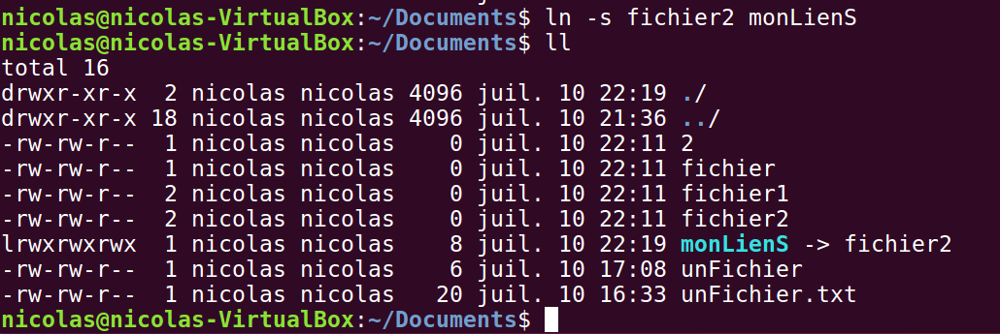 nicolas@nicolas-VirtualBox:~/Documents$ ln -s fichier2 monLienS
nicolas@nicolas-VirtualBox:~/Documents$ ll
total 16
drwxr-xr-x  2 nicolas nicolas 4096 juil. 10 22:19 ./
drwxr-xr-x 18 nicolas nicolas 4096 juil. 10 21:36 ../
-rw-rw-r--  1 nicolas nicolas    0 juil. 10 22:11 2
-rw-rw-r--  1 nicolas nicolas    0 juil. 10 22:11 fichier
-rw-rw-r--  2 nicolas nicolas    0 juil. 10 22:11 fichier1
-rw-rw-r--  2 nicolas nicolas    0 juil. 10 22:11 fichier2
lrwxrwxrwx  1 nicolas nicolas    8 juil. 10 22:19 monLienS -> fichier2
-rw-rw-r--  1 nicolas nicolas    6 juil. 10 17:08 unFichier
-rw-rw-r--  1 nicolas nicolas   20 juil. 10 16:33 unFichier.txt
nicolas@nicolas-VirtualBox:~/Documents$